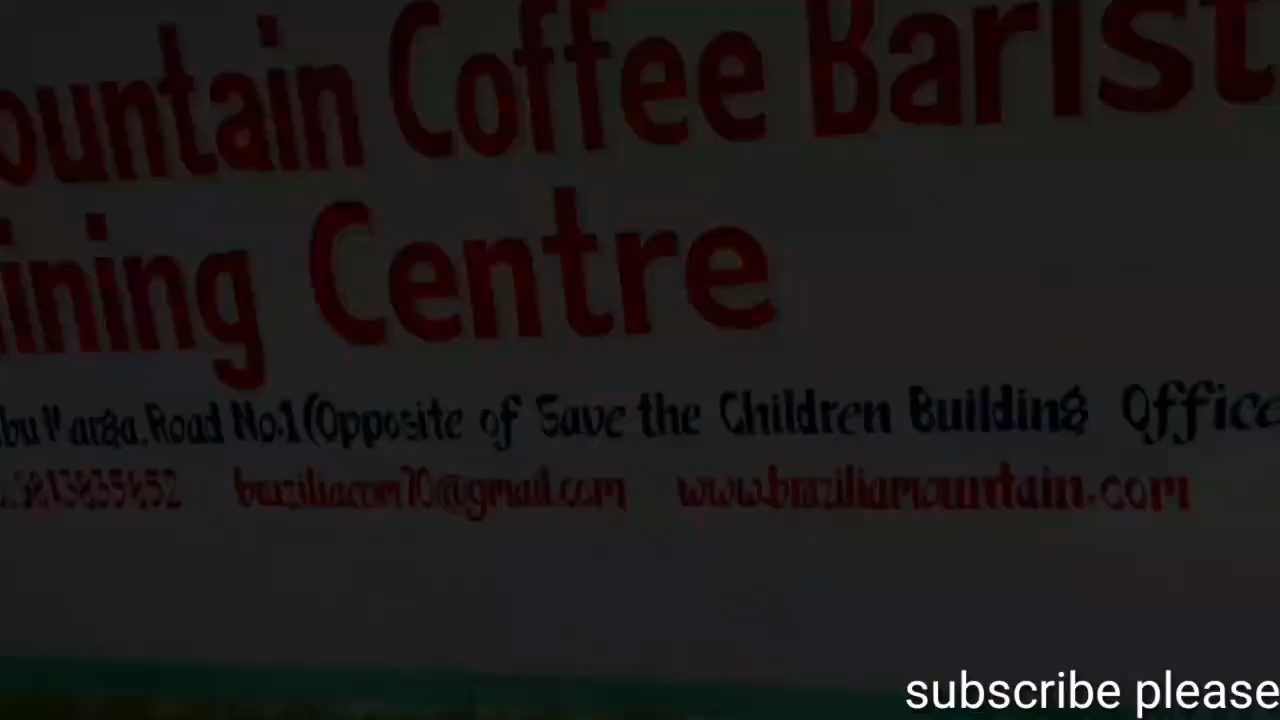 ountain Coffee Barist
ining Centre
Marga, Road No.1 (Opposite of Save the Children Building Office
www.braziliamountain.com
subscribe please